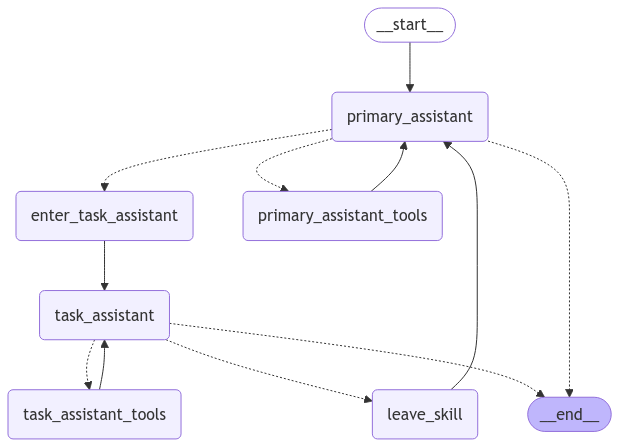 __start__
primary_assistant
enter_task_assistant
primary_assistant_tools
task_assistant
task_assistant_tools
leave_skill
__end__